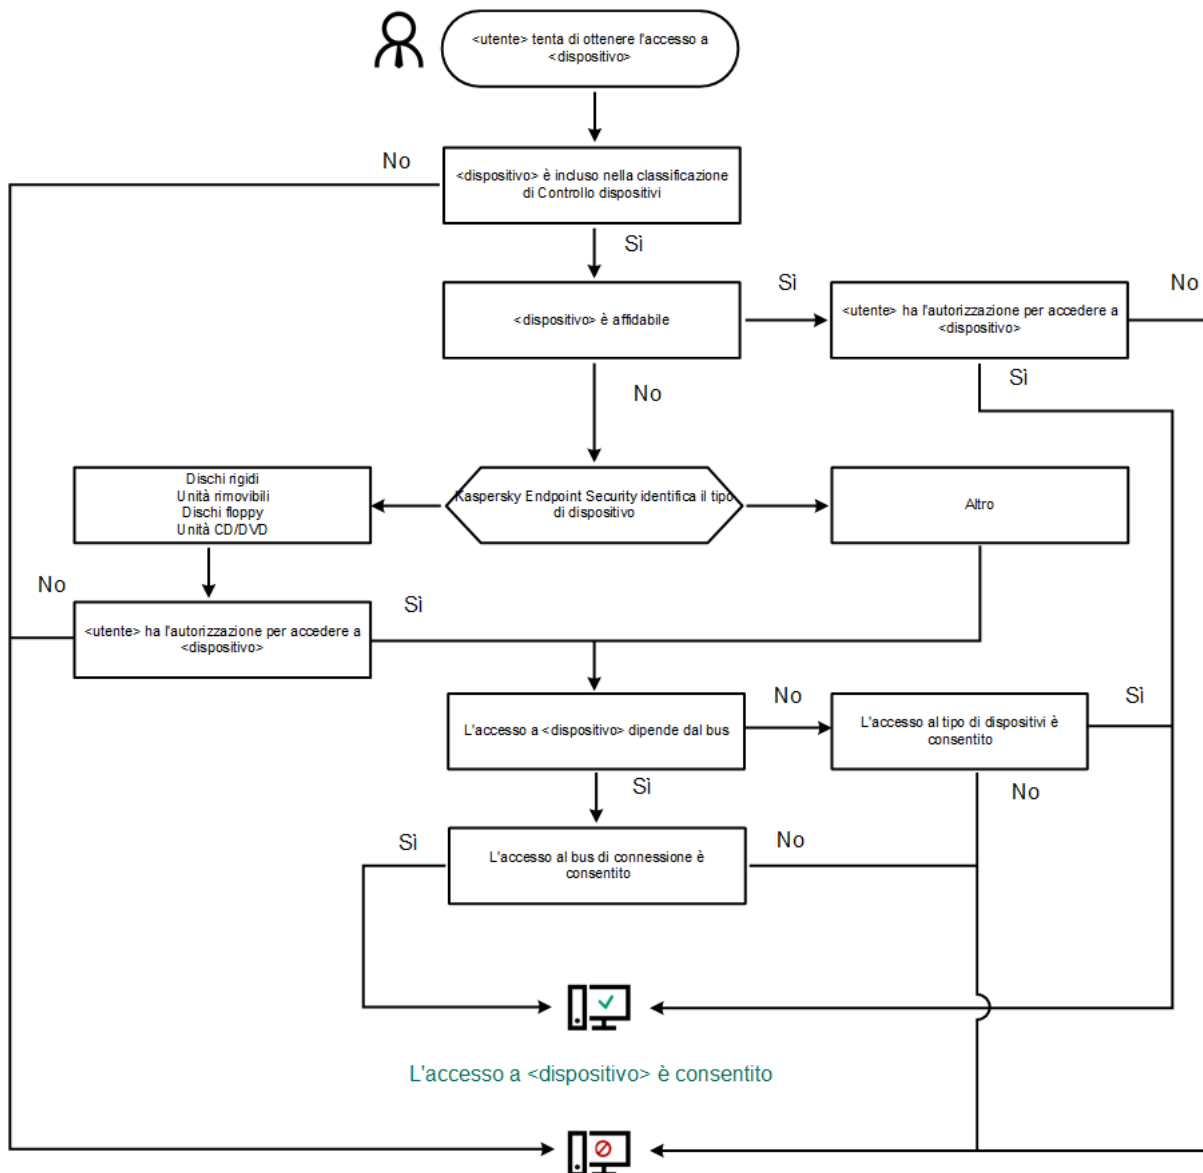 <utente> tenta di ottenere l'accesso a
<dispositivo>
No
<dispositivo> è incluso nella classificazione
di Controllo dispositivi
Sì
Sì
No
<dispositivo> è affidabile
<utente> ha l'autorizzazione per accedere a
<dispositivo>
No
Sì
Dischi rigidi
Unità rimovibili
Dischi floppy
Unità CD/DVD
Kaspersky Endpoint Security identifica il tipo
di dispositivo
Altro
No
Sì
<utente> ha l'autorizzazione per accedere a
<dispositivo>
L'accesso a <dispositivo> dipende dal bus
No
L'accesso al tipo di dispositivi è
consentito
Sì
Sì
No
Sì
L'accesso al bus di connessione è
consentito
No
L'accesso a <dispositivo> è consentito